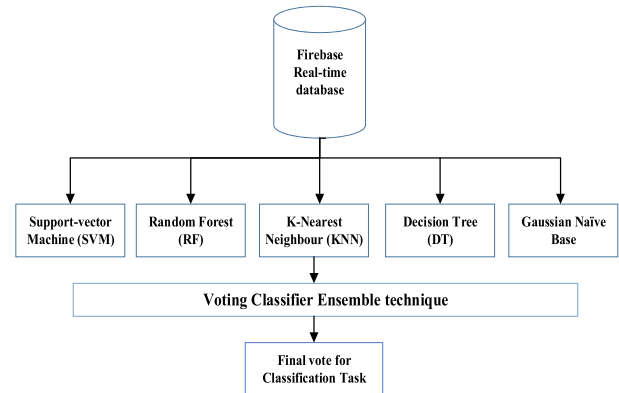 Firebase
Real-time
database
Support-vector
Machine (SVM)
Random Forest
(RF)
K-Nearest
Neighbour (KNN)
Decision Tree
(DT)
Gaussian Naïve
Base
Voting Classifier Ensemble technique
Final vote for
Classification Task